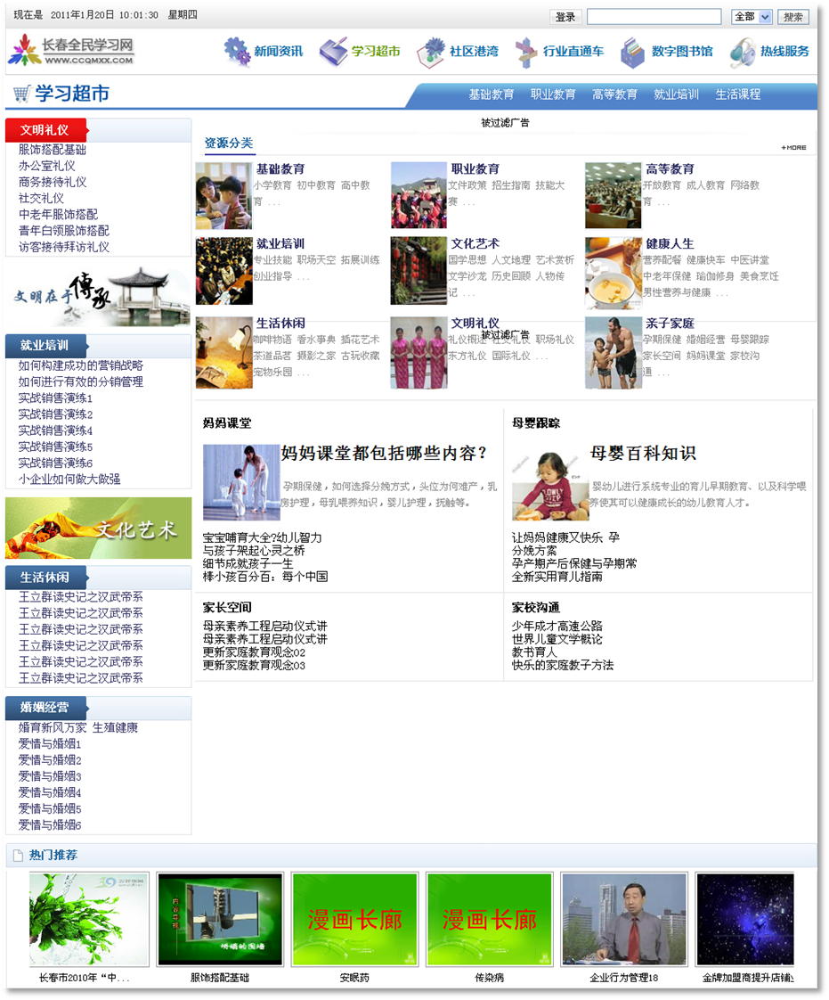 现在是 2011年1月20日 10:01:30 星期四
登录 全部 搜索
长春全民学习网
WWW.CCQMXX.COM
新闻资讯 学习超市 社区港湾 行业直通车 数字图书馆 热线服务
学习超市
基础教育 职业教育 高等教育 就业培训 生活课程
被过滤广告
文明礼仪
服饰搭配基础
办公室礼仪
商务接待礼仪
社交礼仪
中老年服饰搭配
青年白领服饰搭配
访客接待拜访礼仪
文明在于传承
就业培训
如何构建成功的营销战略
如何进行有效的分销管理
实战销售演练1
实战销售演练2
实战销售演练4
实战销售演练5
实战销售演练6
小企业如何做大做强
文化艺术
生活休闲
王立群读史记之汉武帝系
王立群读史记之汉武帝系
王立群读史记之汉武帝系
王立群读史记之汉武帝系
王立群读史记之汉武帝系
王立群读史记之汉武帝系
婚姻经营
婚育新风万家 生殖健康
爱情与婚姻1
爱情与婚姻2
爱情与婚姻3
爱情与婚姻4
爱情与婚姻5
爱情与婚姻6
资源分类
+MORE
基础教育
小学教育 初中教育 高中教
育 ...
职业教育
文件政策 招生指南 技能大
赛 ...
高等教育
开放教育 成人教育 网络教
育 ...
就业培训
专业技能 职场天空 拓展训练
创业指导 ...
文化艺术
国学思想 人文地理 艺术赏析
文学沙龙 历史回顾 人物传
记 ...
健康人生
营养配餐 健康快车 中医讲堂
中老年保健 瑜伽修身 美食烹饪
男性营养与健康 ...
生活休闲
咖啡物语 香水事典 插花艺术
茶道品茗 摄影之家 古玩收藏
宠物乐园 ...
文明礼仪
被过滤广告
礼仪概述 社交礼仪 职场礼仪
东方礼仪 国际礼仪 ...
亲子家庭
孕期保健 婚姻经营 母婴跟踪
家长空间 妈妈课堂 家校沟
通 ...
妈妈课堂
妈妈课堂都包括哪些内容?
孕期保健，如何选择分娩方式，头位为何难产，乳
房护理，母乳喂养知识，婴儿护理，抚触等。
宝宝哺育大全?幼儿智力
与孩子架起心灵之桥
细节成就孩子一生
棒小孩百分百：每个中国
母婴跟踪
母婴百科知识
婴幼儿进行系统专业的育儿早期教育、以及科学喂
养使其可以健康成长的幼儿教育人才。
让妈妈健康又快乐 孕
分娩方案
孕产期产后保健与孕期常
全新实用育儿指南
家长空间
母亲素养工程启动仪式讲
母亲素养工程启动仪式讲
更新家庭教育观念02
更新家庭教育观念03
家校沟通
少年成才高速公路
世界儿童文学概论
教书育人
快乐的家庭教子方法
热门推荐
漫画长廊
漫画长廊
长春市2010年“中...
服饰搭配基础
安眠药
传染病
企业行为管理18
金牌加盟商提升店铺